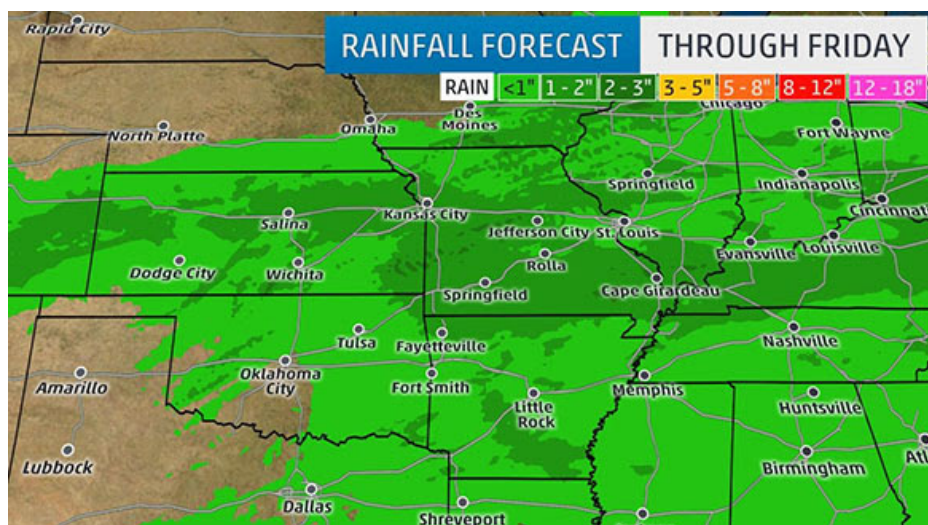 Rapid City
RAINFALL FORECAST THROUGH FRIDAY
RAIN <1" 1 - 2" 2 - 3" 3 - 5" 5 - 8" 8 - 12" 12 - 18"
Chicago
Des
Moines
Omaha
North Platte
Fort Wayne
Springfield
Indianapolis
Cincinnati
Kansas City
Salina
Jefferson City
St. Louis
Evansville
Louisville
Dodge City
Wichita
Rolla
Springfield
Cape Girardeau
Tulsa
Fayetteville
Nashville
Oklahoma
City
Amarillo
Fort Smith
Memphis
Little
Rock
Huntsville
Lubbock
Birmingham
Atl
Dallas
Shreveport